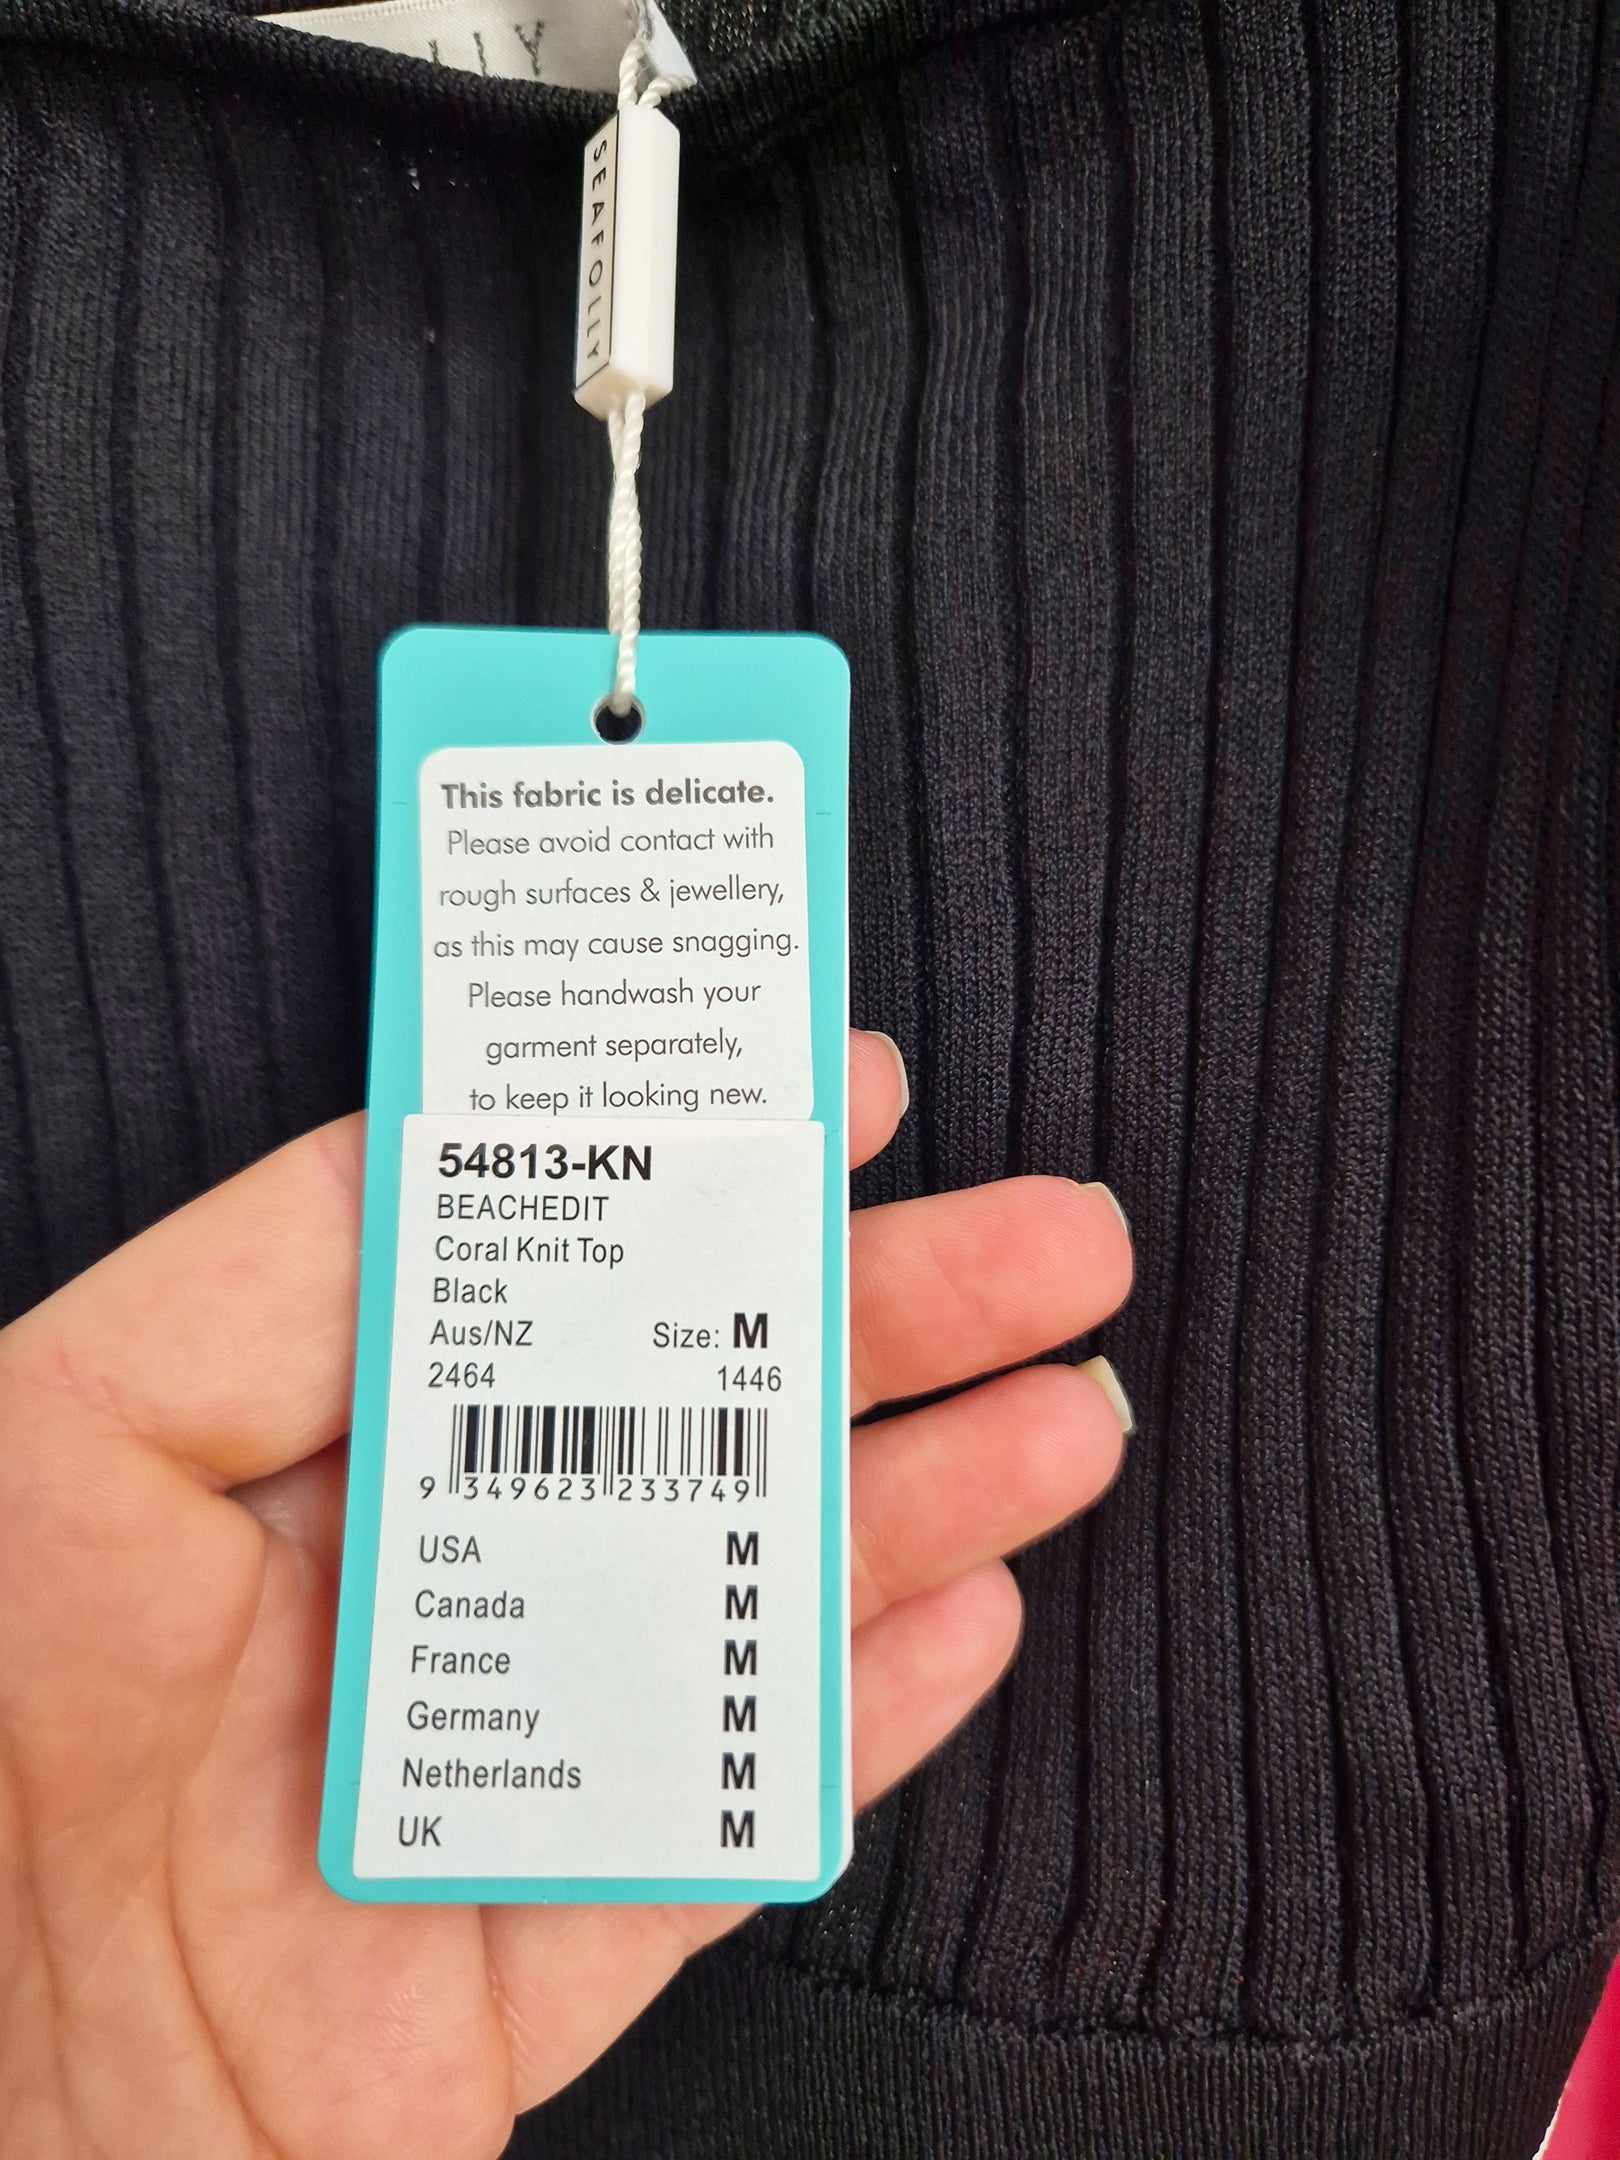 LLY
SEAFOLLY
This fabric is delicate.
Please avoid contact with
rough surfaces & jewellery,
as this may cause snagging.
Please handwash your
garment separately,
to keep it looking new.
54813-KN
BEACHEDIT
Coral Knit Top
Black
Aus/NZ Size: M
2464 1446
9 349623 233749
USA M
Canada M
France M
Germany M
Netherlands M
UK M